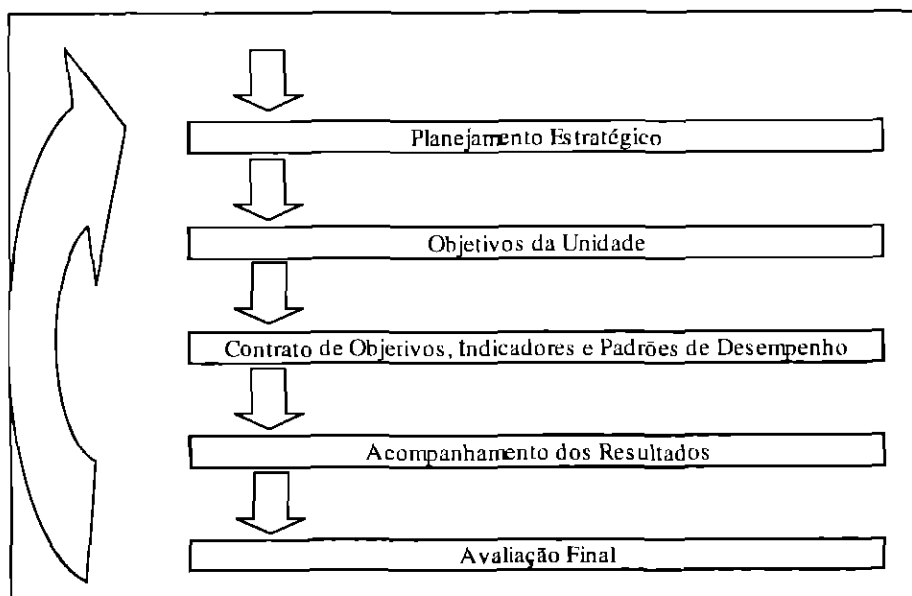 Planejamento Estratégico
Objetivos da Unidade
Contrato de Objetivos, Indicadores e Padrões de Desempenho
Acompanhamento dos Resultados
Avaliação Final